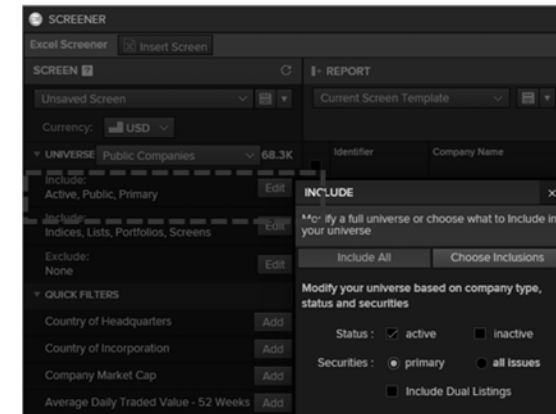 SCREENER
Excel Screener Insert Screen
SCREEN ?
Unsaved Screen
Currency: USD
UNIVERSE Public Companies 68.3K
Include:
Active, Public, Primary
Edit
Include:
Indices, Lists, Portfolios, Screens
Edit
Exclude:
None
Edit
QUICK FILTERS
Country of Headquarters Add
Country of Incorporation Add
Company Market Cap Add
Average Daily Traded Value - 52 Weeks Add
REPORT
Current Screen Template
Identifier Company Name
INCLUDE ×
Modify a full universe or choose what to Include in
your universe
Include All Choose Inclusions
Modify your universe based on company type,
status and securities
Status : active inactive
Securities : primary all issues
Include Dual Listings